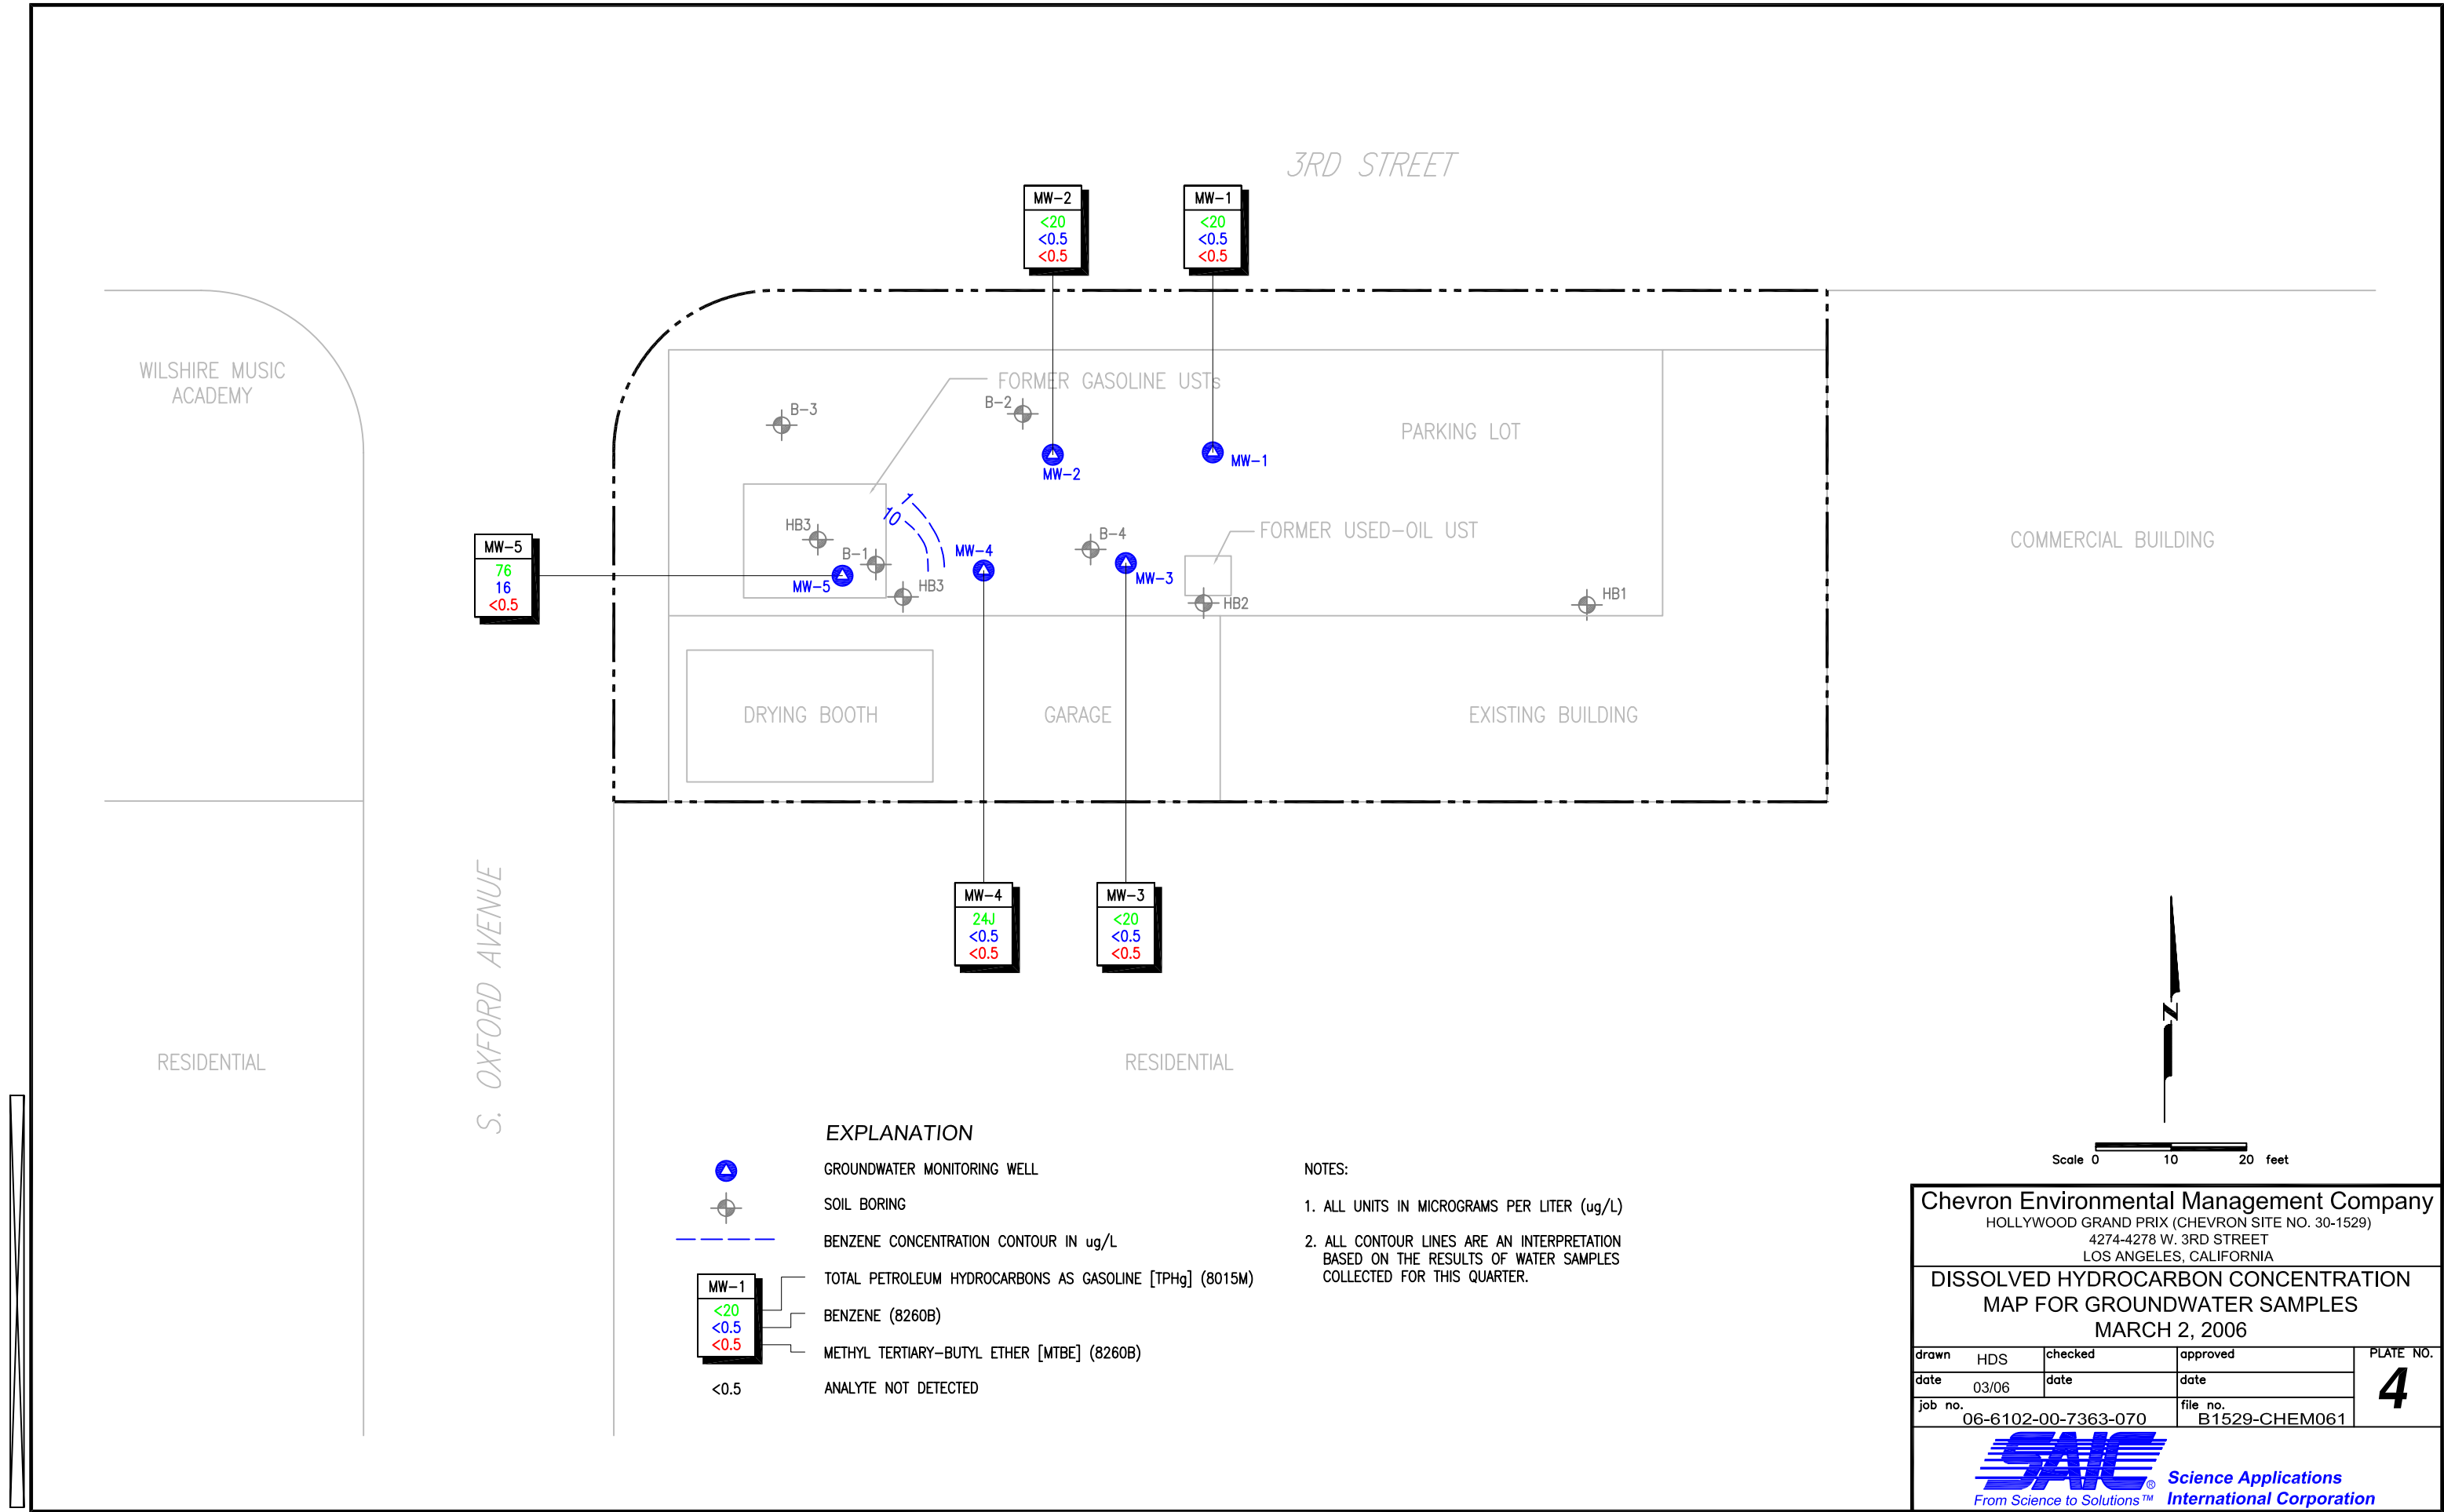 3RD STREET
MW-2
<20
<0.5
<0.5
MW-1
<20
<0.5
<0.5
WILSHIRE MUSIC
ACADEMY
FORMER GASOLINE USTs
B-3
B-2
PARKING LOT
MW-2
MW-1
1
10
HB3
B-1
MW-4
B-4
FORMER USED-OIL UST
COMMERCIAL BUILDING
MW-5
76
16
<0.5
MW-5
HB3
MW-3
HB2
HB1
DRYING BOOTH
GARAGE
EXISTING BUILDING
MW-4
24J
<0.5
<0.5
MW-3
<20
<0.5
<0.5
S. OXFORD AVENUE
RESIDENTIAL
RESIDENTIAL
N
Scale 0 10 20 feet
EXPLANATION
GROUNDWATER MONITORING WELL
SOIL BORING
BENZENE CONCENTRATION CONTOUR IN ug/L
MW-1
<20
<0.5
<0.5
TOTAL PETROLEUM HYDROCARBONS AS GASOLINE [TPHg] (8015M)
BENZENE (8260B)
METHYL TERTIARY-BUTYL ETHER [MTBE] (8260B)
<0.5 ANALYTE NOT DETECTED
NOTES:
1. ALL UNITS IN MICROGRAMS PER LITER (ug/L)
2. ALL CONTOUR LINES ARE AN INTERPRETATION
BASED ON THE RESULTS OF WATER SAMPLES
COLLECTED FOR THIS QUARTER.
Chevron Environmental Management Company
HOLLYWOOD GRAND PRIX (CHEVRON SITE NO. 30-1529)
4274-4278 W. 3RD STREET
LOS ANGELES, CALIFORNIA
DISSOLVED HYDROCARBON CONCENTRATION
MAP FOR GROUNDWATER SAMPLES
MARCH 2, 2006
drawn HDS checked approved PLATE NO.
date 03/06 date date 4
job no. 06-6102-00-7363-070 file no. B1529-CHEM061
SAIC®
From Science to Solutions™
Science Applications
International Corporation